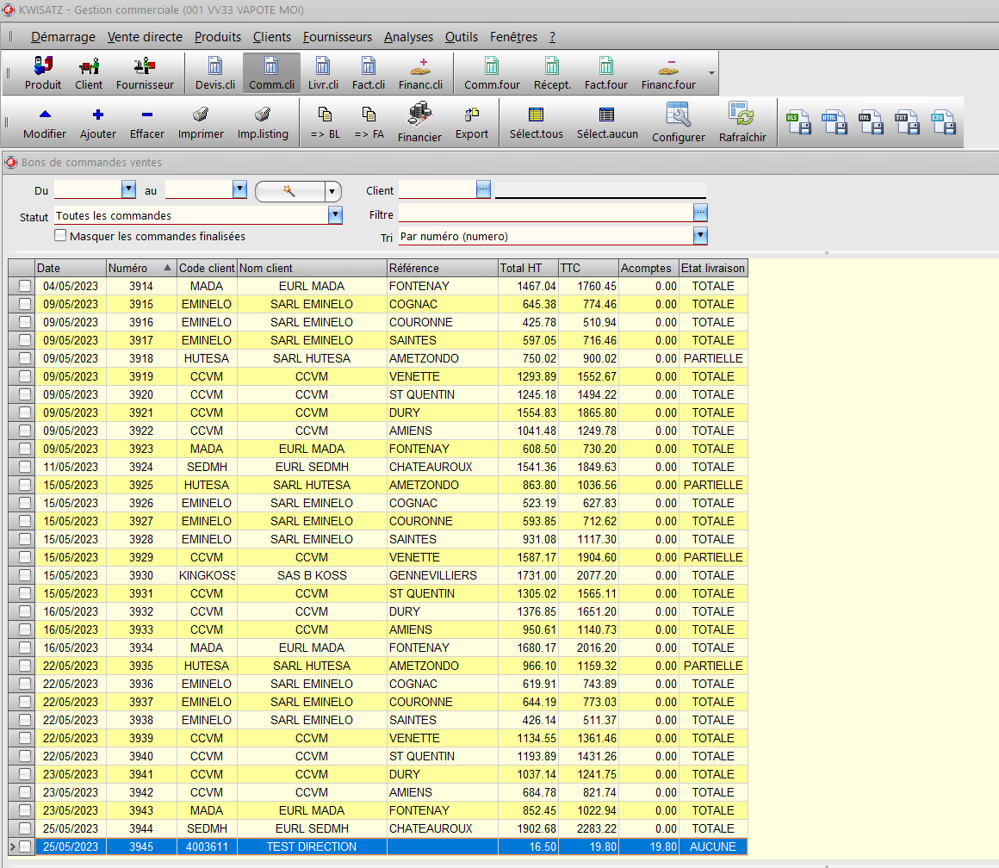 KWISATZ - Gestion commerciale (001 VV33 VAPOTE MOI)
Démarrage Vente directe Produits Clients Fournisseurs Analyses Outils Fenêtres ?
Produit Client Fournisseur Devis.cli Comm.cli Livr.cli Fact.cli Financ.cli Comm.four Récept. Fact.four Financ.four
Modifier Ajouter Effacer Imprimer Imp.listing => BL => FA Financier Export Sélect.tous Sélect.aucun Configurer Rafraîchir XLS HTML XML TXT CSV
Bons de commandes ventes
Du au Client
Statut Toutes les commandes Filtre
Masquer les commandes finalisées Tri Par numéro (numero)
Date Numéro Code client Nom client Référence Total HT TTC Acomptes Etat livraison
04/05/2023 3914 MADA EURL MADA FONTENAY 1467.04 1760.45 0.00 TOTALE
09/05/2023 3915 EMINELO SARL EMINELO COGNAC 645.38 774.46 0.00 TOTALE
09/05/2023 3916 EMINELO SARL EMINELO COURONNE 425.78 510.94 0.00 TOTALE
09/05/2023 3917 EMINELO SARL EMINELO SAINTES 597.05 716.46 0.00 TOTALE
09/05/2023 3918 HUTESA SARL HUTESA AMETZONDO 750.02 900.02 0.00 PARTIELLE
09/05/2023 3919 CCVM CCVM VENETTE 1293.89 1552.67 0.00 TOTALE
09/05/2023 3920 CCVM CCVM ST QUENTIN 1245.18 1494.22 0.00 TOTALE
09/05/2023 3921 CCVM CCVM DURY 1554.83 1865.80 0.00 TOTALE
09/05/2023 3922 CCVM CCVM AMIENS 1041.48 1249.78 0.00 TOTALE
09/05/2023 3923 MADA EURL MADA FONTENAY 608.50 730.20 0.00 TOTALE
11/05/2023 3924 SEDMH EURL SEDMH CHATEAUROUX 1541.36 1849.63 0.00 TOTALE
15/05/2023 3925 HUTESA SARL HUTESA AMETZONDO 863.80 1036.56 0.00 PARTIELLE
15/05/2023 3926 EMINELO SARL EMINELO COGNAC 523.19 627.83 0.00 TOTALE
15/05/2023 3927 EMINELO SARL EMINELO COURONNE 593.85 712.62 0.00 TOTALE
15/05/2023 3928 EMINELO SARL EMINELO SAINTES 931.08 1117.30 0.00 TOTALE
15/05/2023 3929 CCVM CCVM VENETTE 1587.17 1904.60 0.00 PARTIELLE
15/05/2023 3930 KINGKOSS SAS B KOSS GENNEVILLIERS 1731.00 2077.20 0.00 TOTALE
15/05/2023 3931 CCVM CCVM ST QUENTIN 1305.02 1565.11 0.00 TOTALE
16/05/2023 3932 CCVM CCVM DURY 1376.85 1651.20 0.00 TOTALE
16/05/2023 3933 CCVM CCVM AMIENS 950.61 1140.73 0.00 TOTALE
16/05/2023 3934 MADA EURL MADA FONTENAY 1680.17 2016.20 0.00 TOTALE
22/05/2023 3935 HUTESA SARL HUTESA AMETZONDO 966.10 1159.32 0.00 PARTIELLE
22/05/2023 3936 EMINELO SARL EMINELO COGNAC 619.91 743.89 0.00 TOTALE
22/05/2023 3937 EMINELO SARL EMINELO COURONNE 644.19 773.03 0.00 TOTALE
22/05/2023 3938 EMINELO SARL EMINELO SAINTES 426.14 511.37 0.00 TOTALE
22/05/2023 3939 CCVM CCVM VENETTE 1134.55 1361.46 0.00 TOTALE
22/05/2023 3940 CCVM CCVM ST QUENTIN 1193.89 1431.26 0.00 TOTALE
23/05/2023 3941 CCVM CCVM DURY 1037.14 1241.75 0.00 TOTALE
23/05/2023 3942 CCVM CCVM AMIENS 684.78 821.74 0.00 TOTALE
23/05/2023 3943 MADA EURL MADA FONTENAY 852.45 1022.94 0.00 TOTALE
25/05/2023 3944 SEDMH EURL SEDMH CHATEAUROUX 1902.68 2283.22 0.00 TOTALE
25/05/2023 3945 4003611 TEST DIRECTION 16.50 19.80 19.80 AUCUNE